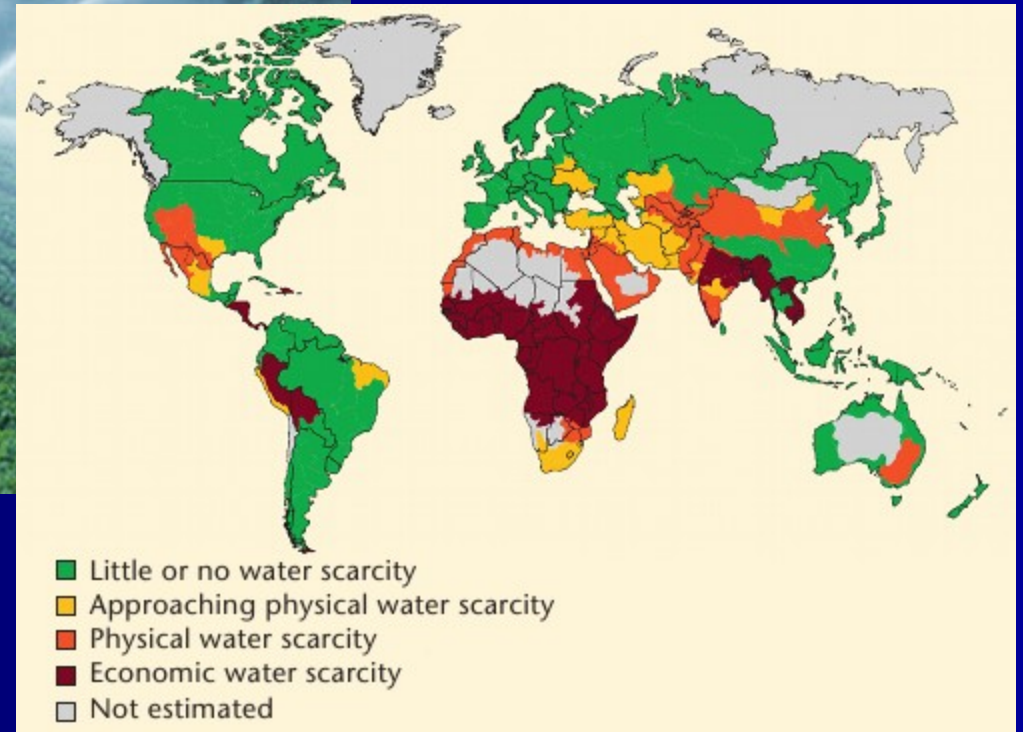 Little or no water scarcity
Approaching physical water scarcity
Physical water scarcity
Economic water scarcity
Not estimated